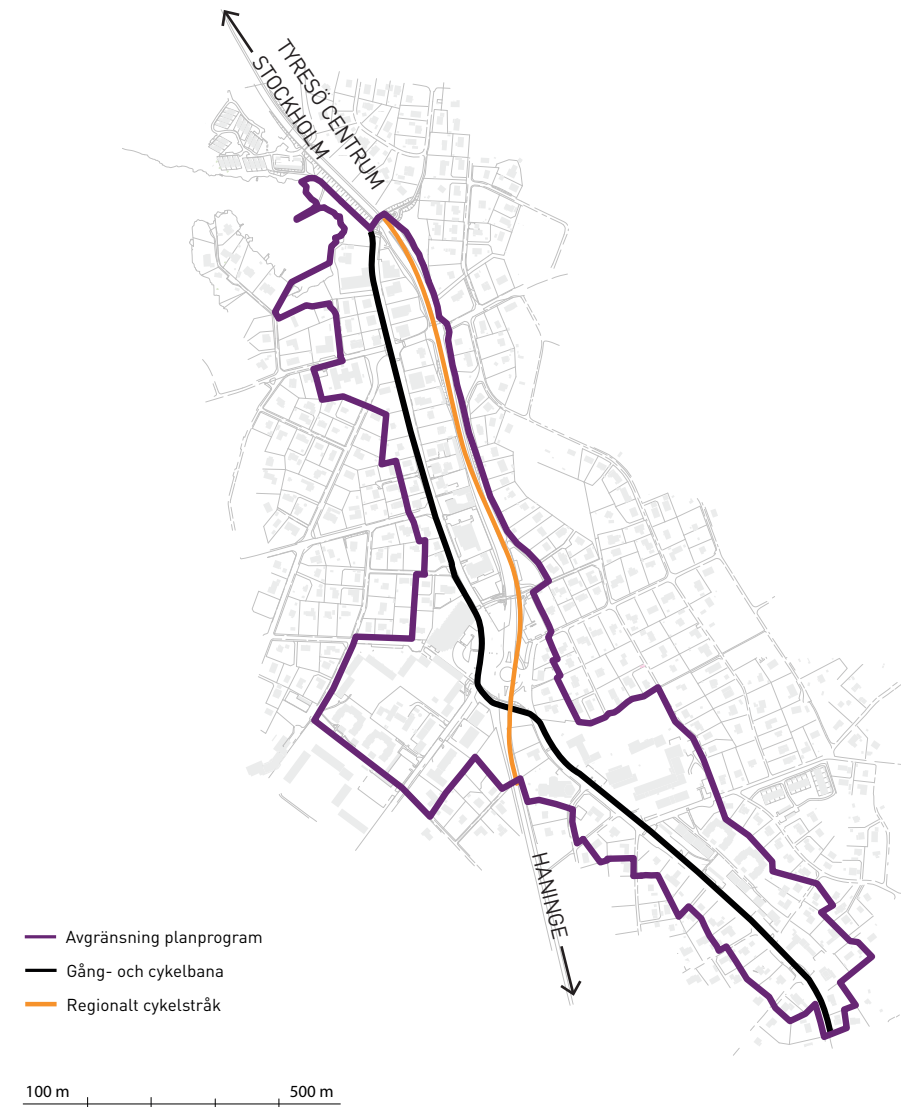 TYRESÖ CENTRUM
STOCKHOLM
HANINGE
Avgränsning planprogram
Gång- och cykelbana
Regionalt cykelstråk
100 m 500 m